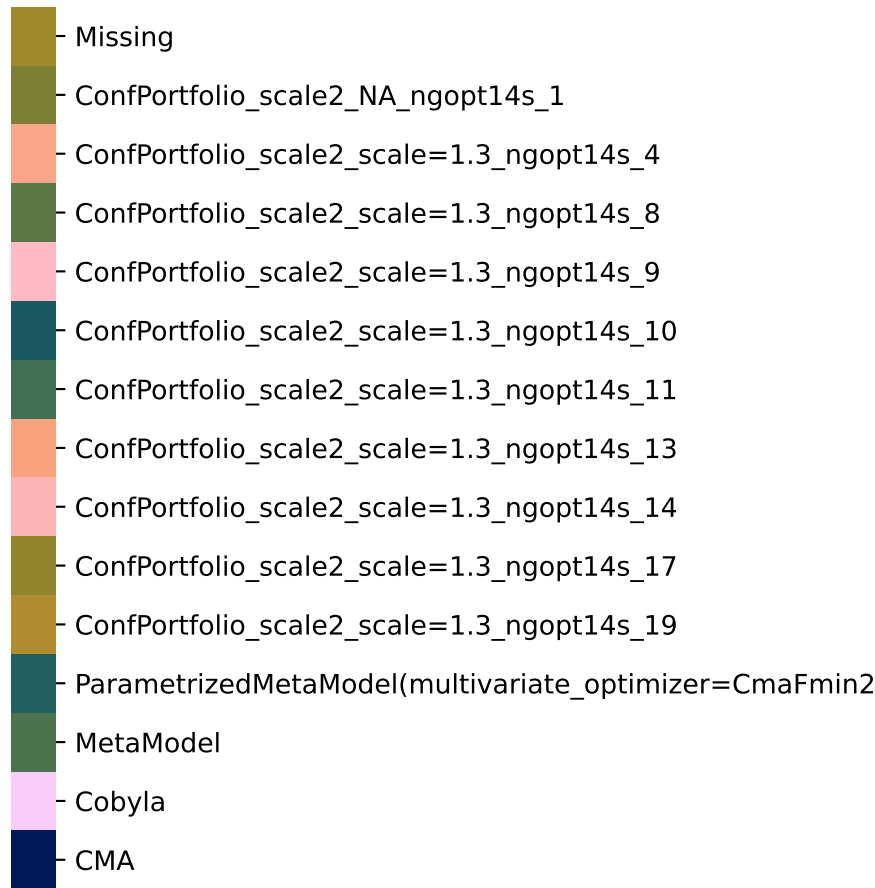 Missing
ConfPortfolio_scale2_NA_ngopt14s_1
ConfPortfolio_scale2_scale=1.3_ngopt14s_4
ConfPortfolio_scale2_scale=1.3_ngopt14s_8
ConfPortfolio_scale2_scale=1.3_ngopt14s_9
ConfPortfolio_scale2_scale=1.3_ngopt14s_10
ConfPortfolio_scale2_scale=1.3_ngopt14s_11
ConfPortfolio_scale2_scale=1.3_ngopt14s_13
ConfPortfolio_scale2_scale=1.3_ngopt14s_14
ConfPortfolio_scale2_scale=1.3_ngopt14s_17
ConfPortfolio_scale2_scale=1.3_ngopt14s_19
ParametrizedMetaModel(multivariate_optimizer=CmaFmin2
MetaModel
Cobyla
CMA